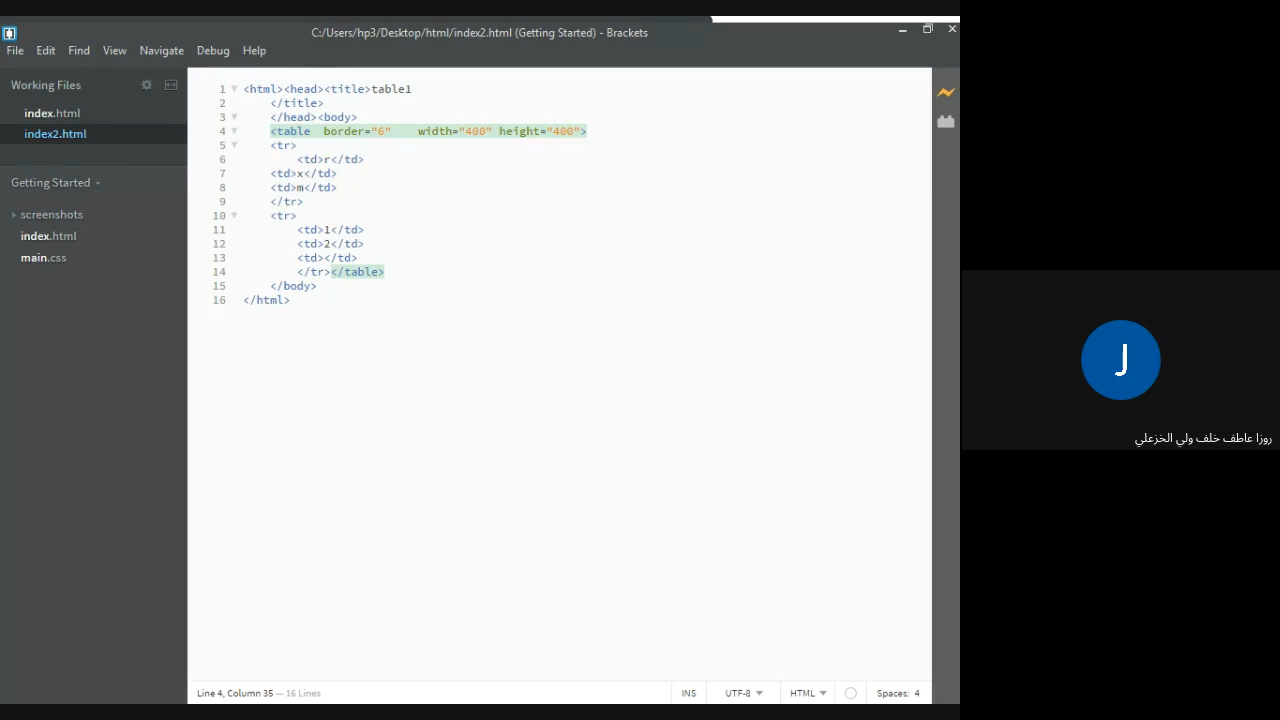 C:/Users/hp3/Desktop/html/index2.html (Getting Started) - Brackets
File Edit Find View Navigate Debug Help
Working Files
index.html
index2.html
Getting Started
screenshots
index.html
main.css
1 <html><head><title>table1
2 </title>
3 </head><body>
4 <table  border="6"    width="400" height="400">
5 <tr>
6 <td>r</td>
7 <td>x</td>
8 <td>m</td>
9 </tr>
10 <tr>
11 <td>1</td>
12 <td>2</td>
13 <td></td>
14 </tr></table>
15 </body>
16 </html>
J
روزا عاطف خلف ولي الخزعلي
Line 4, Column 35 — 16 Lines
INS UTF-8 HTML Spaces: 4